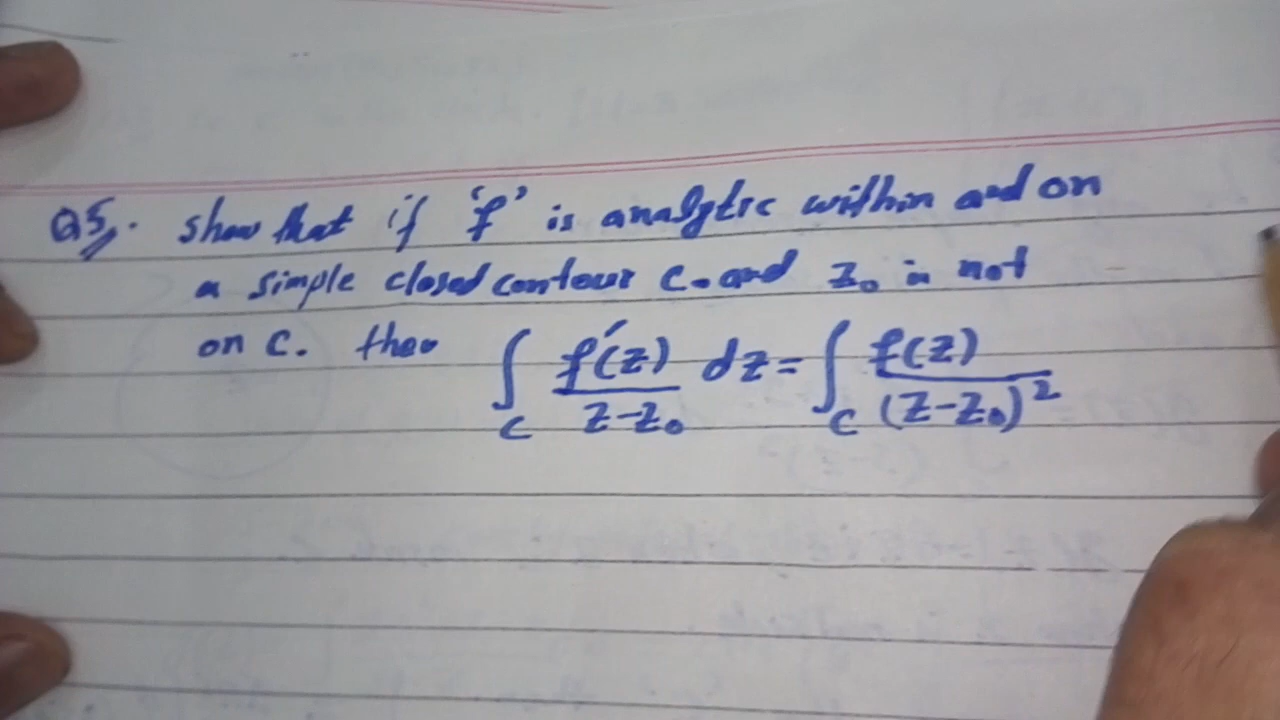 Q5. show that if 'f' is analytic within and on
a simple closed contour C. and z₀ is not
on C. then ∫_C f'(z)/(z-z₀) dz = ∫_C f(z)/(z-z₀)²